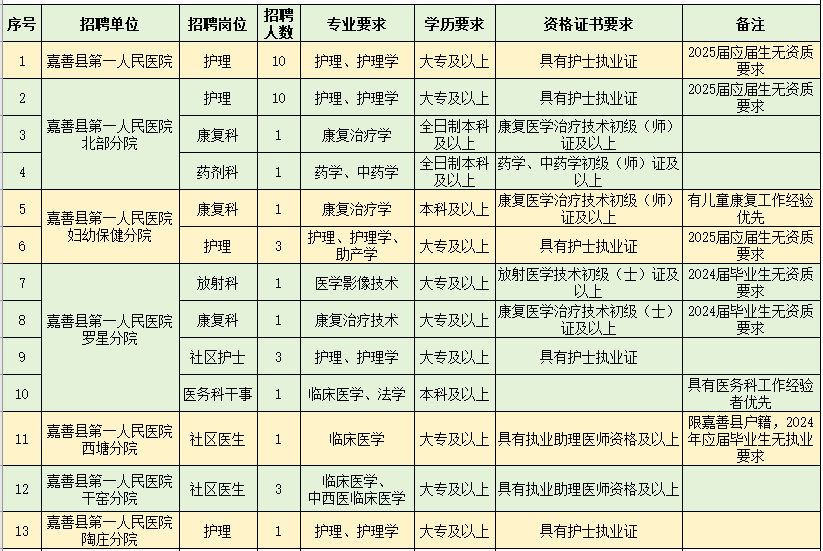 序号 招聘单位 招聘岗位 招聘人数 专业要求 学历要求 资格证书要求 备注
1 嘉善县第一人民医院 护理 10 护理、护理学 大专及以上 具有护士执业证 2025届应届生无资质要求
2 嘉善县第一人民医院北部分院 护理 10 护理、护理学 大专及以上 具有护士执业证 2025届应届生无资质要求
3 康复科 1 康复治疗学 全日制本科及以上 康复医学治疗技术初级（师）证及以上
4 药剂科 1 药学、中药学 全日制本科及以上 药学、中药学初级（师）证及以上
5 嘉善县第一人民医院妇幼保健分院 康复科 1 康复治疗学 本科及以上 康复医学治疗技术初级（师）证及以上 有儿童康复工作经验优先
6 护理 3 护理、护理学、助产学 大专及以上 具有护士执业证 2025届应届生无资质要求
7 嘉善县第一人民医院罗星分院 放射科 1 医学影像技术 大专及以上 放射医学技术初级（士）证及以上 2024届毕业生无资质要求
8 康复科 1 康复治疗技术 大专及以上 康复医学治疗技术初级（士）证及以上 2024届毕业生无资质要求
9 社区护士 3 护理、护理学 大专及以上 具有护士执业证
10 医务科干事 1 临床医学、法学 本科及以上 具有医务科工作经验者优先
11 嘉善县第一人民医院西塘分院 社区医生 1 临床医学 大专及以上 具有执业助理医师资格及以上 限嘉善县户籍，2024年应届毕业生无执业要求
12 嘉善县第一人民医院干窑分院 社区医生 3 临床医学、中西医临床医学 大专及以上 具有执业助理医师资格及以上
13 嘉善县第一人民医院陶庄分院 护理 1 护理、护理学 大专及以上 具有护士执业证